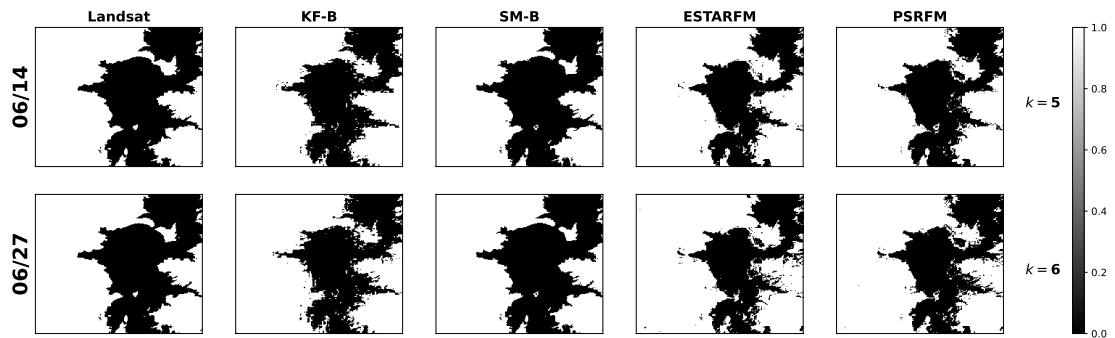 Landsat KF-B SM-B ESTARFM PSRFM
06/14
k = 5
06/27
k = 6
1.0
0.8
0.6
0.4
0.2
0.0